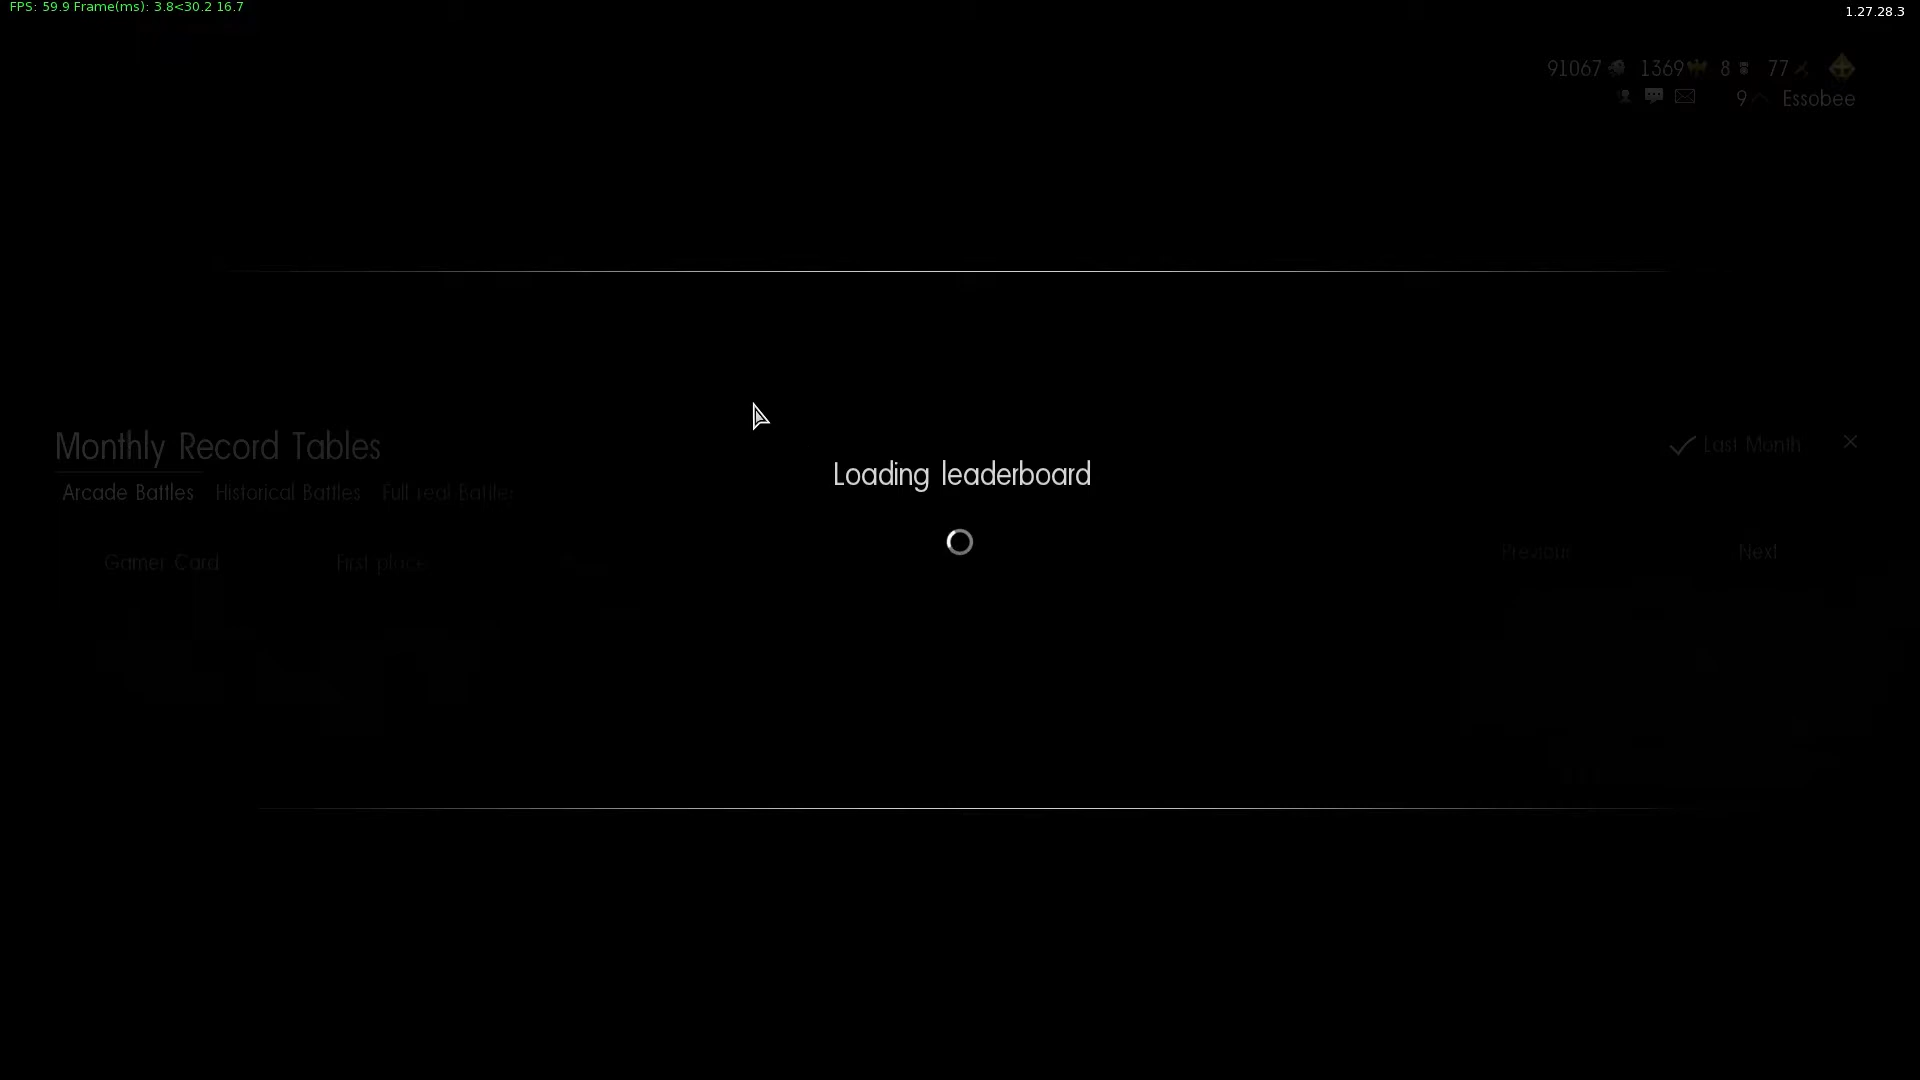 FPS: 59.9 Frame(ms): 3.8<30.2 16.7
1.27.28.3
91067 1369 8 77
9 Essobee
Monthly Record Tables
Last Month
Loading leaderboard
Arcade Battles Historical Battles Full real Battles
Gamer Card First place
Previous Next